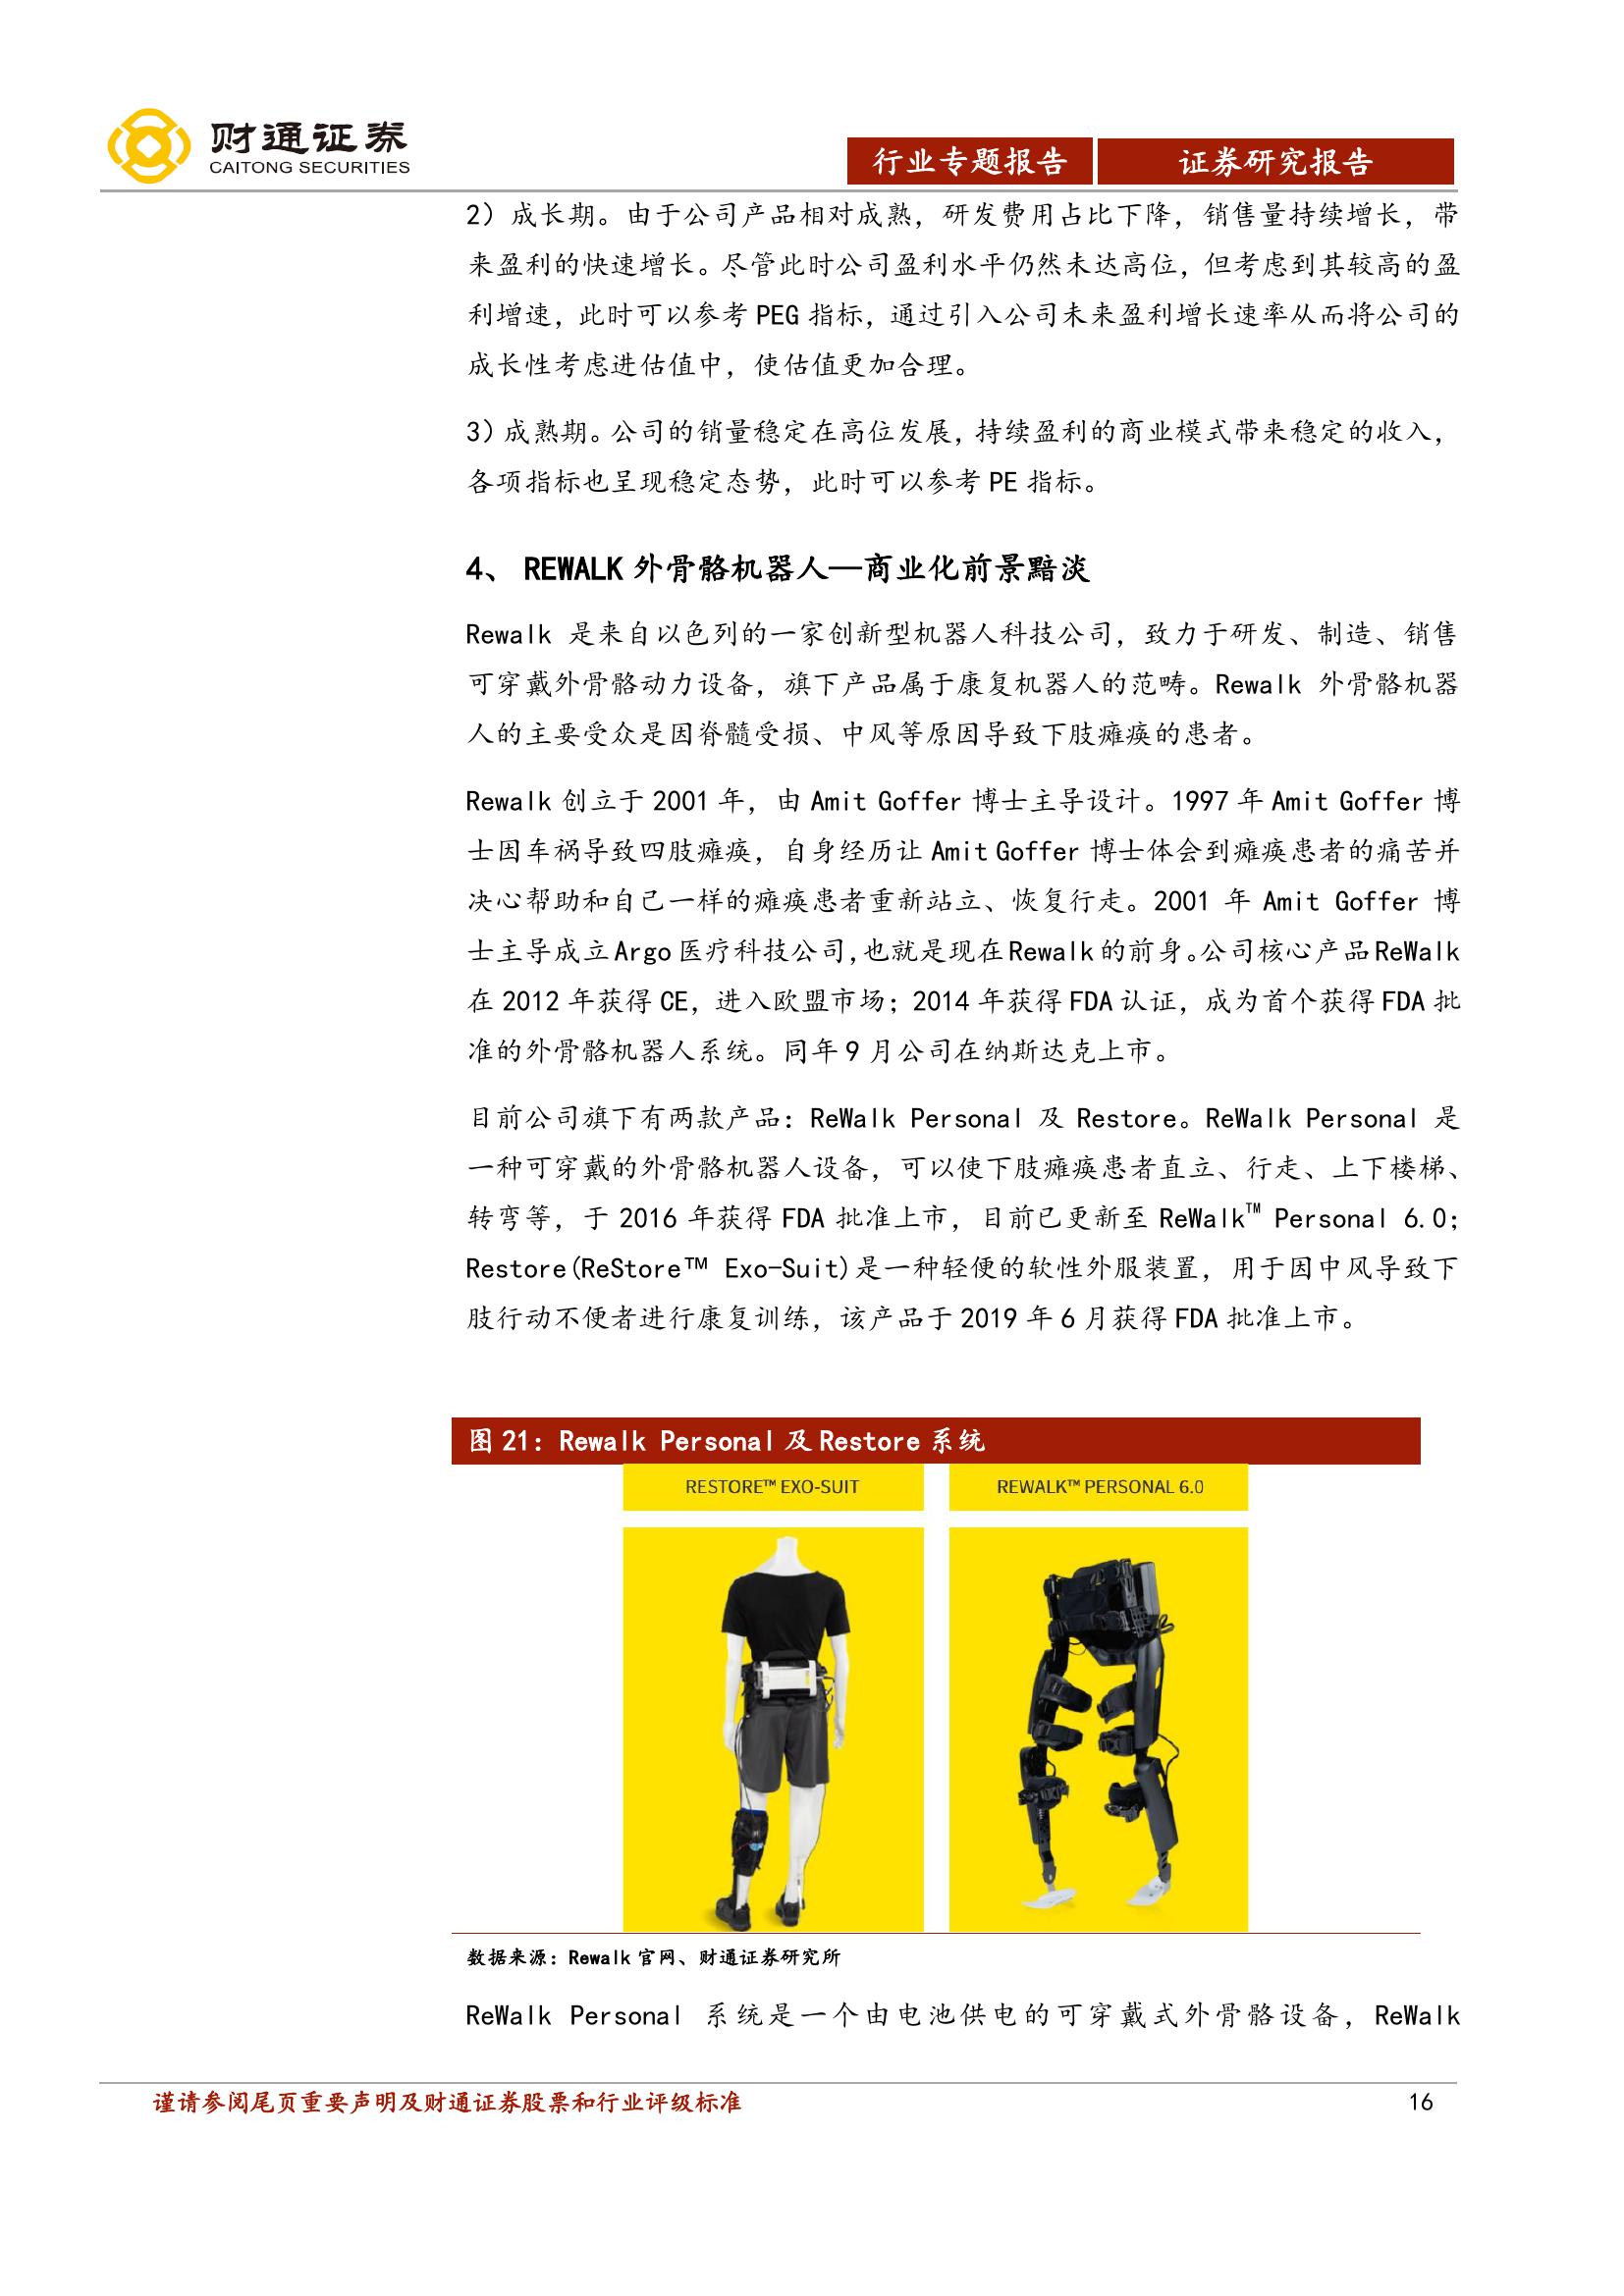 财通证券
CAITONG SECURITIES
行业专题报告
证券研究报告
2）成长期。由于公司产品相对成熟，研发费用占比下降，销售量持续增长，带
来盈利的快速增长。尽管此时公司盈利水平仍然未达高位，但考虑到其较高的盈
利增速，此时可以参考 PEG 指标，通过引入公司未来盈利增长速率从而将公司的
成长性考虑进估值中，使估值更加合理。
3）成熟期。公司的销量稳定在高位发展，持续盈利的商业模式带来稳定的收入，
各项指标也呈现稳定态势，此时可以参考 PE 指标。
4、 REWALK 外骨骼机器人—商业化前景黯淡
Rewalk 是来自以色列的一家创新型机器人科技公司，致力于研发、制造、销售
可穿戴外骨骼动力设备，旗下产品属于康复机器人的范畴。Rewalk 外骨骼机器
人的主要受众是因脊髓受损、中风等原因导致下肢瘫痪的患者。
Rewalk 创立于 2001 年，由 Amit Goffer 博士主导设计。1997 年 Amit Goffer 博
士因车祸导致四肢瘫痪，自身经历让 Amit Goffer 博士体会到瘫痪患者的痛苦并
决心帮助和自己一样的瘫痪患者重新站立、恢复行走。2001 年 Amit Goffer 博
士主导成立 Argo 医疗科技公司,也就是现在 Rewalk 的前身。公司核心产品 ReWalk
在 2012 年获得 CE，进入欧盟市场；2014 年获得 FDA 认证，成为首个获得 FDA 批
准的外骨骼机器人系统。同年 9 月公司在纳斯达克上市。
目前公司旗下有两款产品：ReWalk Personal 及 Restore。ReWalk Personal 是
一种可穿戴的外骨骼机器人设备，可以使下肢瘫痪患者直立、行走、上下楼梯、
转弯等，于 2016 年获得 FDA 批准上市，目前已更新至 ReWalk™ Personal 6.0；
Restore(ReStore™ Exo-Suit)是一种轻便的软性外服装置，用于因中风导致下
肢行动不便者进行康复训练，该产品于 2019 年 6 月获得 FDA 批准上市。
图 21：Rewalk Personal 及 Restore 系统
RESTORE™ EXO-SUIT
REWALK™ PERSONAL 6.0
数据来源：Rewalk 官网、财通证券研究所
ReWalk Personal 系统是一个由电池供电的可穿戴式外骨骼设备，ReWalk
谨请参阅尾页重要声明及财通证券股票和行业评级标准
16